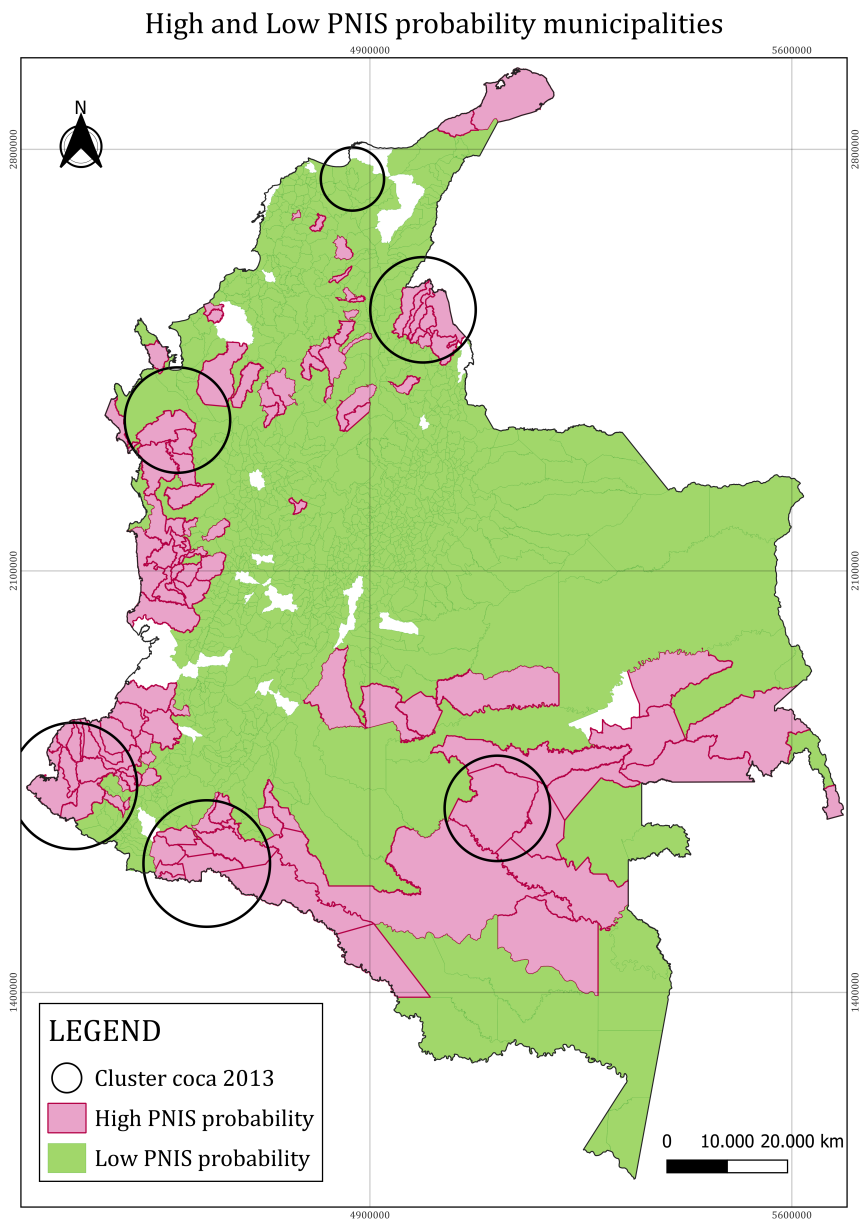 High and Low PNIS probability municipalities
4900000 5600000
N
2800000 2800000
2100000 2100000
1400000 1400000
LEGEND
Cluster coca 2013
High PNIS probability
Low PNIS probability
0 10.000 20.000 km
4900000 5600000